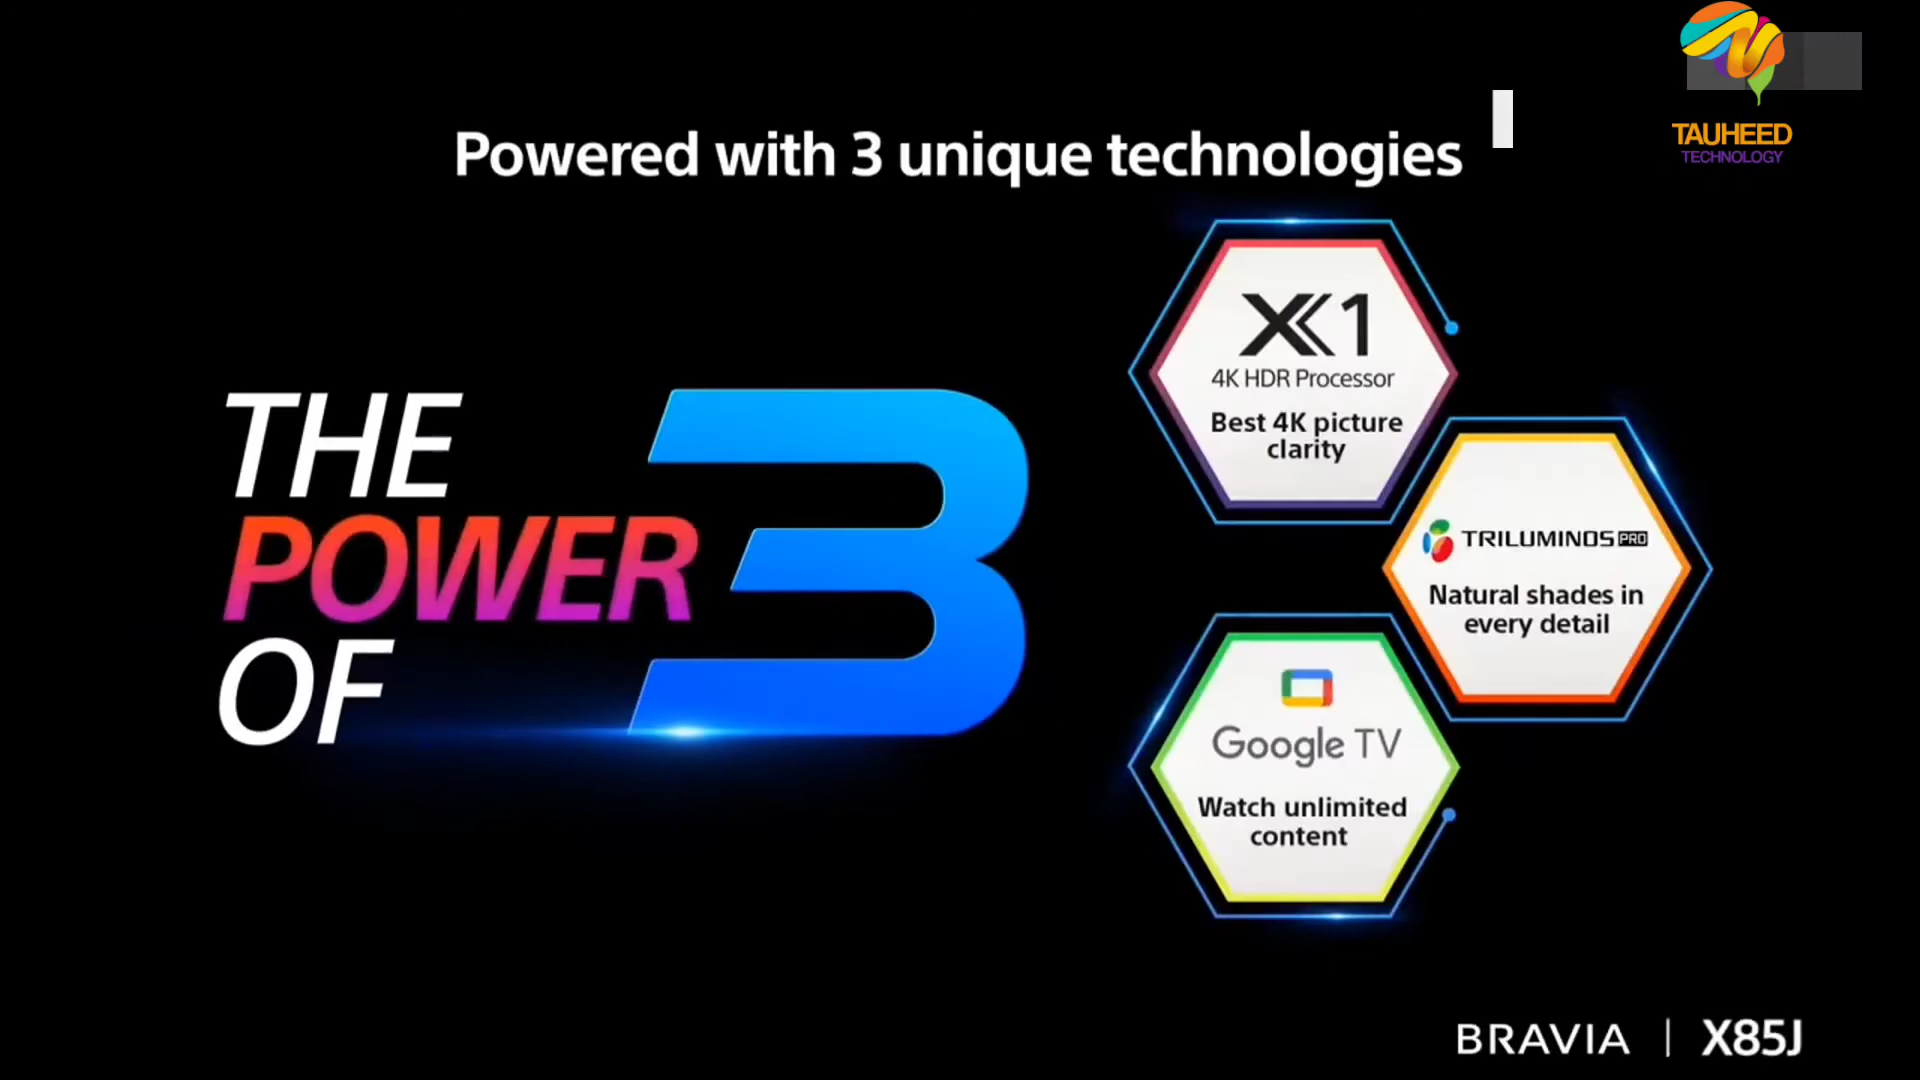 TAUHEED
TECHNOLOGY
Powered with 3 unique technologies
THE
POWER
OF
3
X1
4K HDR Processor
Best 4K picture
clarity
TRILUMINOS PRO
Natural shades in
every detail
Google TV
Watch unlimited
content
BRAVIA | X85J